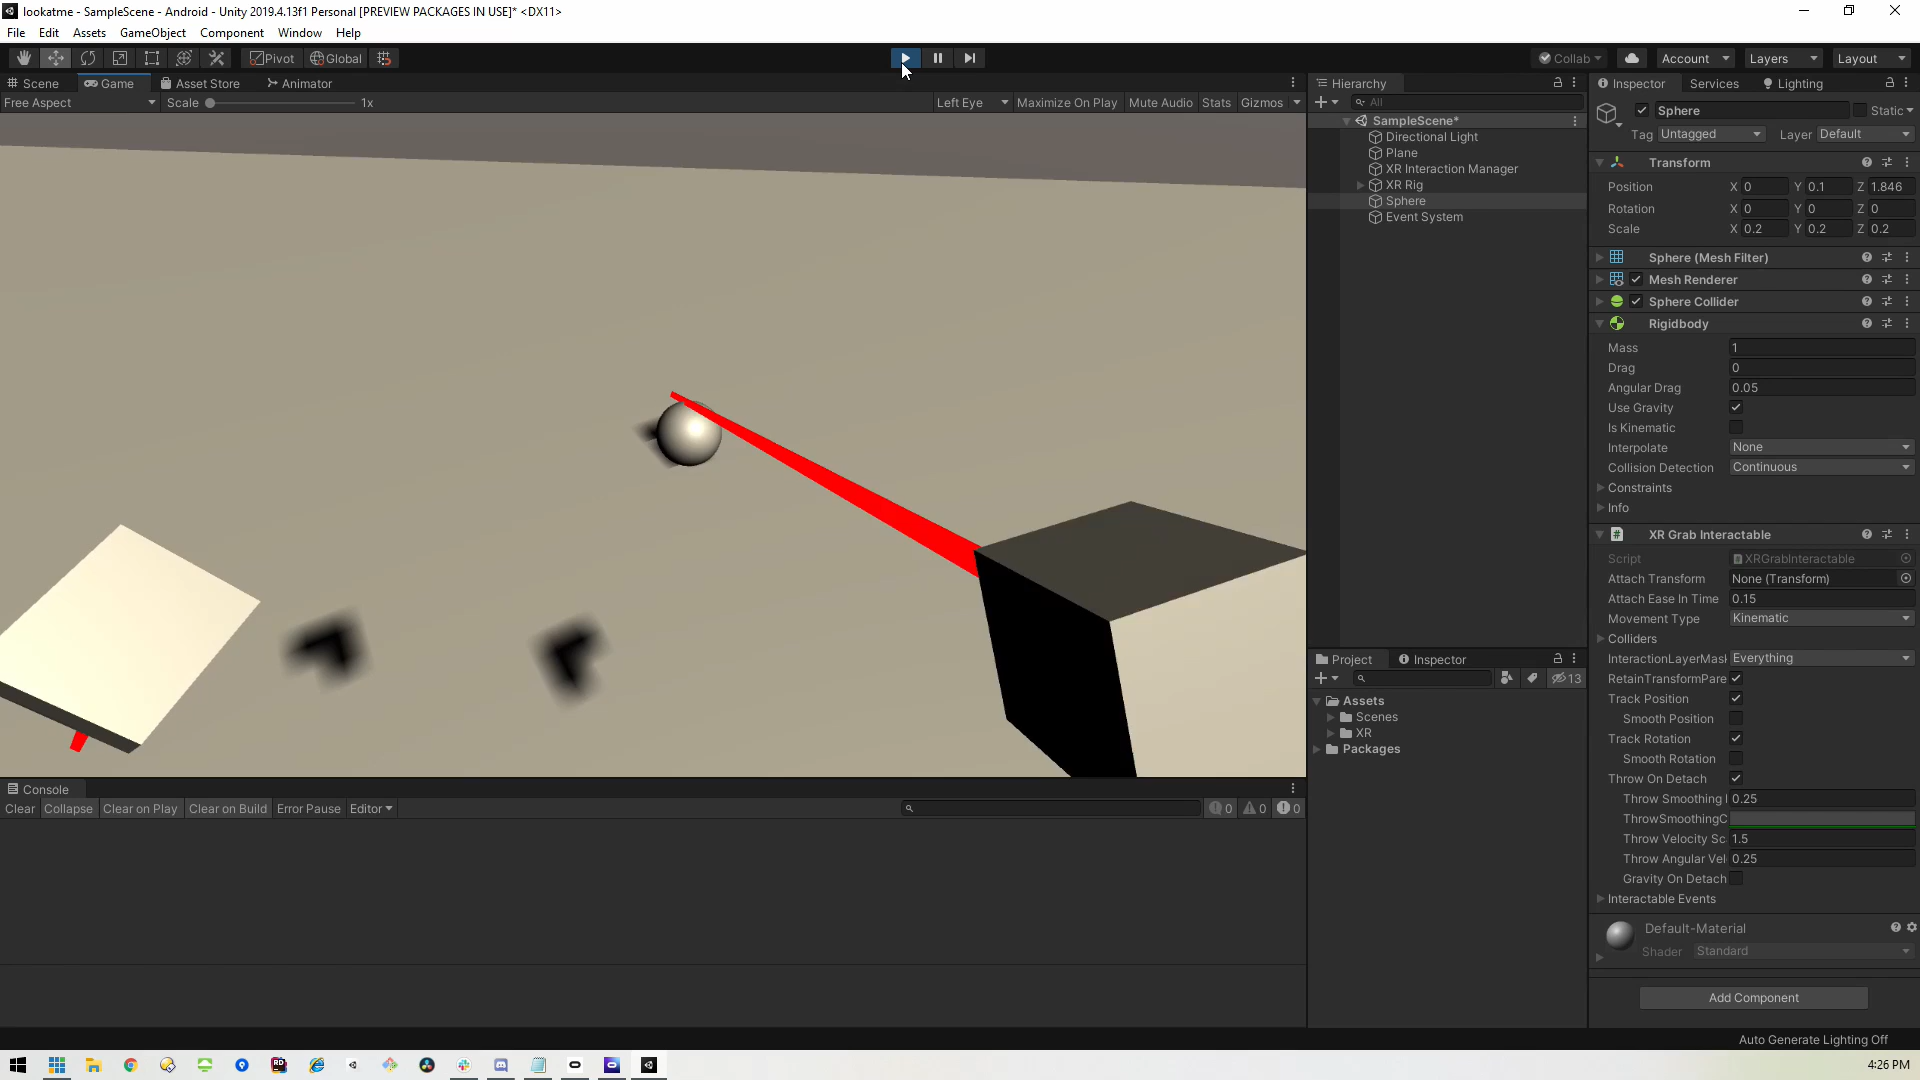 lookatme - SampleScene - Android - Unity 2019.4.13f1 Personal [PREVIEW PACKAGES IN USE]* <DX11>
File Edit Assets GameObject Component Window Help
Pivot Global Collab Account Layers Layout
Scene Game Asset Store Animator
Free Aspect Scale 1x Left Eye Maximize On Play Mute Audio Stats Gizmos
Hierarchy
All
SampleScene*
Directional Light
Plane
XR Interaction Manager
XR Rig
Sphere
Event System
Project Inspector
13
Assets
Scenes
XR
Packages
Inspector Services Lighting
Sphere Static
Tag Untagged Layer Default
Transform
Position X 0 Y 0.1 Z 1.846
Rotation X 0 Y 0 Z 0
Scale X 0.2 Y 0.2 Z 0.2
Sphere (Mesh Filter)
Mesh Renderer
Sphere Collider
Rigidbody
Mass 1
Drag 0
Angular Drag 0.05
Use Gravity
Is Kinematic
Interpolate None
Collision Detection Continuous
Constraints
Info
XR Grab Interactable
Script XRGrabInteractable
Attach Transform None (Transform)
Attach Ease In Time 0.15
Movement Type Kinematic
Colliders
InteractionLayerMas Everything
RetainTransformPare
Track Position
Smooth Position
Track Rotation
Smooth Rotation
Throw On Detach
Throw Smoothing 0.25
ThrowSmoothingC
Throw Velocity Sc 1.5
Throw Angular Vel 0.25
Gravity On Detach
Interactable Events
Default-Material
Shader Standard
Add Component
Console
Clear Collapse Clear on Play Clear on Build Error Pause Editor 0 0 0
Auto Generate Lighting Off
4:26 PM